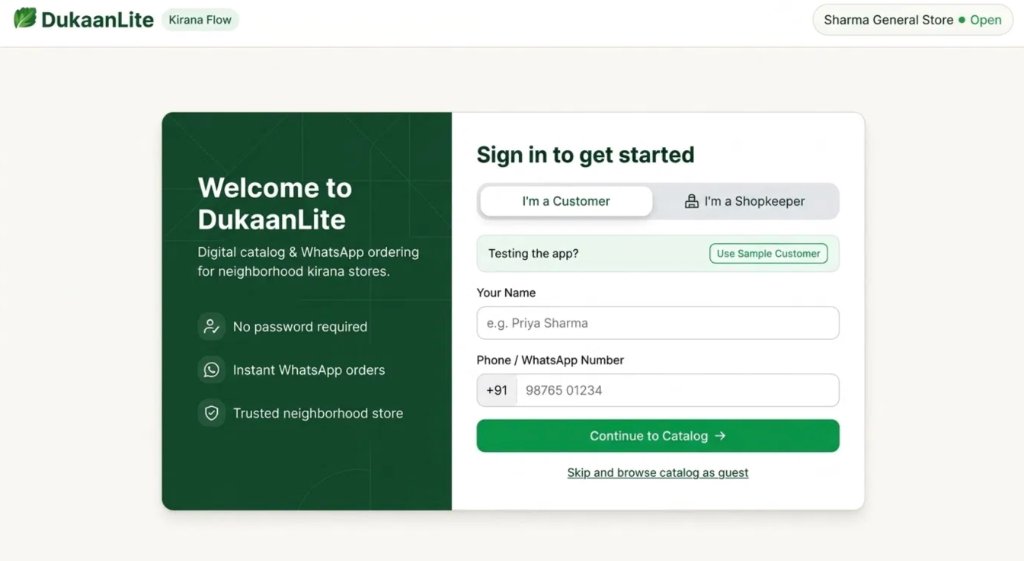 DukaanLite
Kirana Flow
Sharma General Store ● Open
Welcome to
DukaanLite
Digital catalog & WhatsApp ordering
for neighborhood kirana stores.
No password required
Instant WhatsApp orders
Trusted neighborhood store
Sign in to get started
I'm a Customer
I'm a Shopkeeper
Testing the app?
Use Sample Customer
Your Name
e.g. Priya Sharma
Phone / WhatsApp Number
+91 98765 01234
Continue to Catalog →
Skip and browse catalog as guest